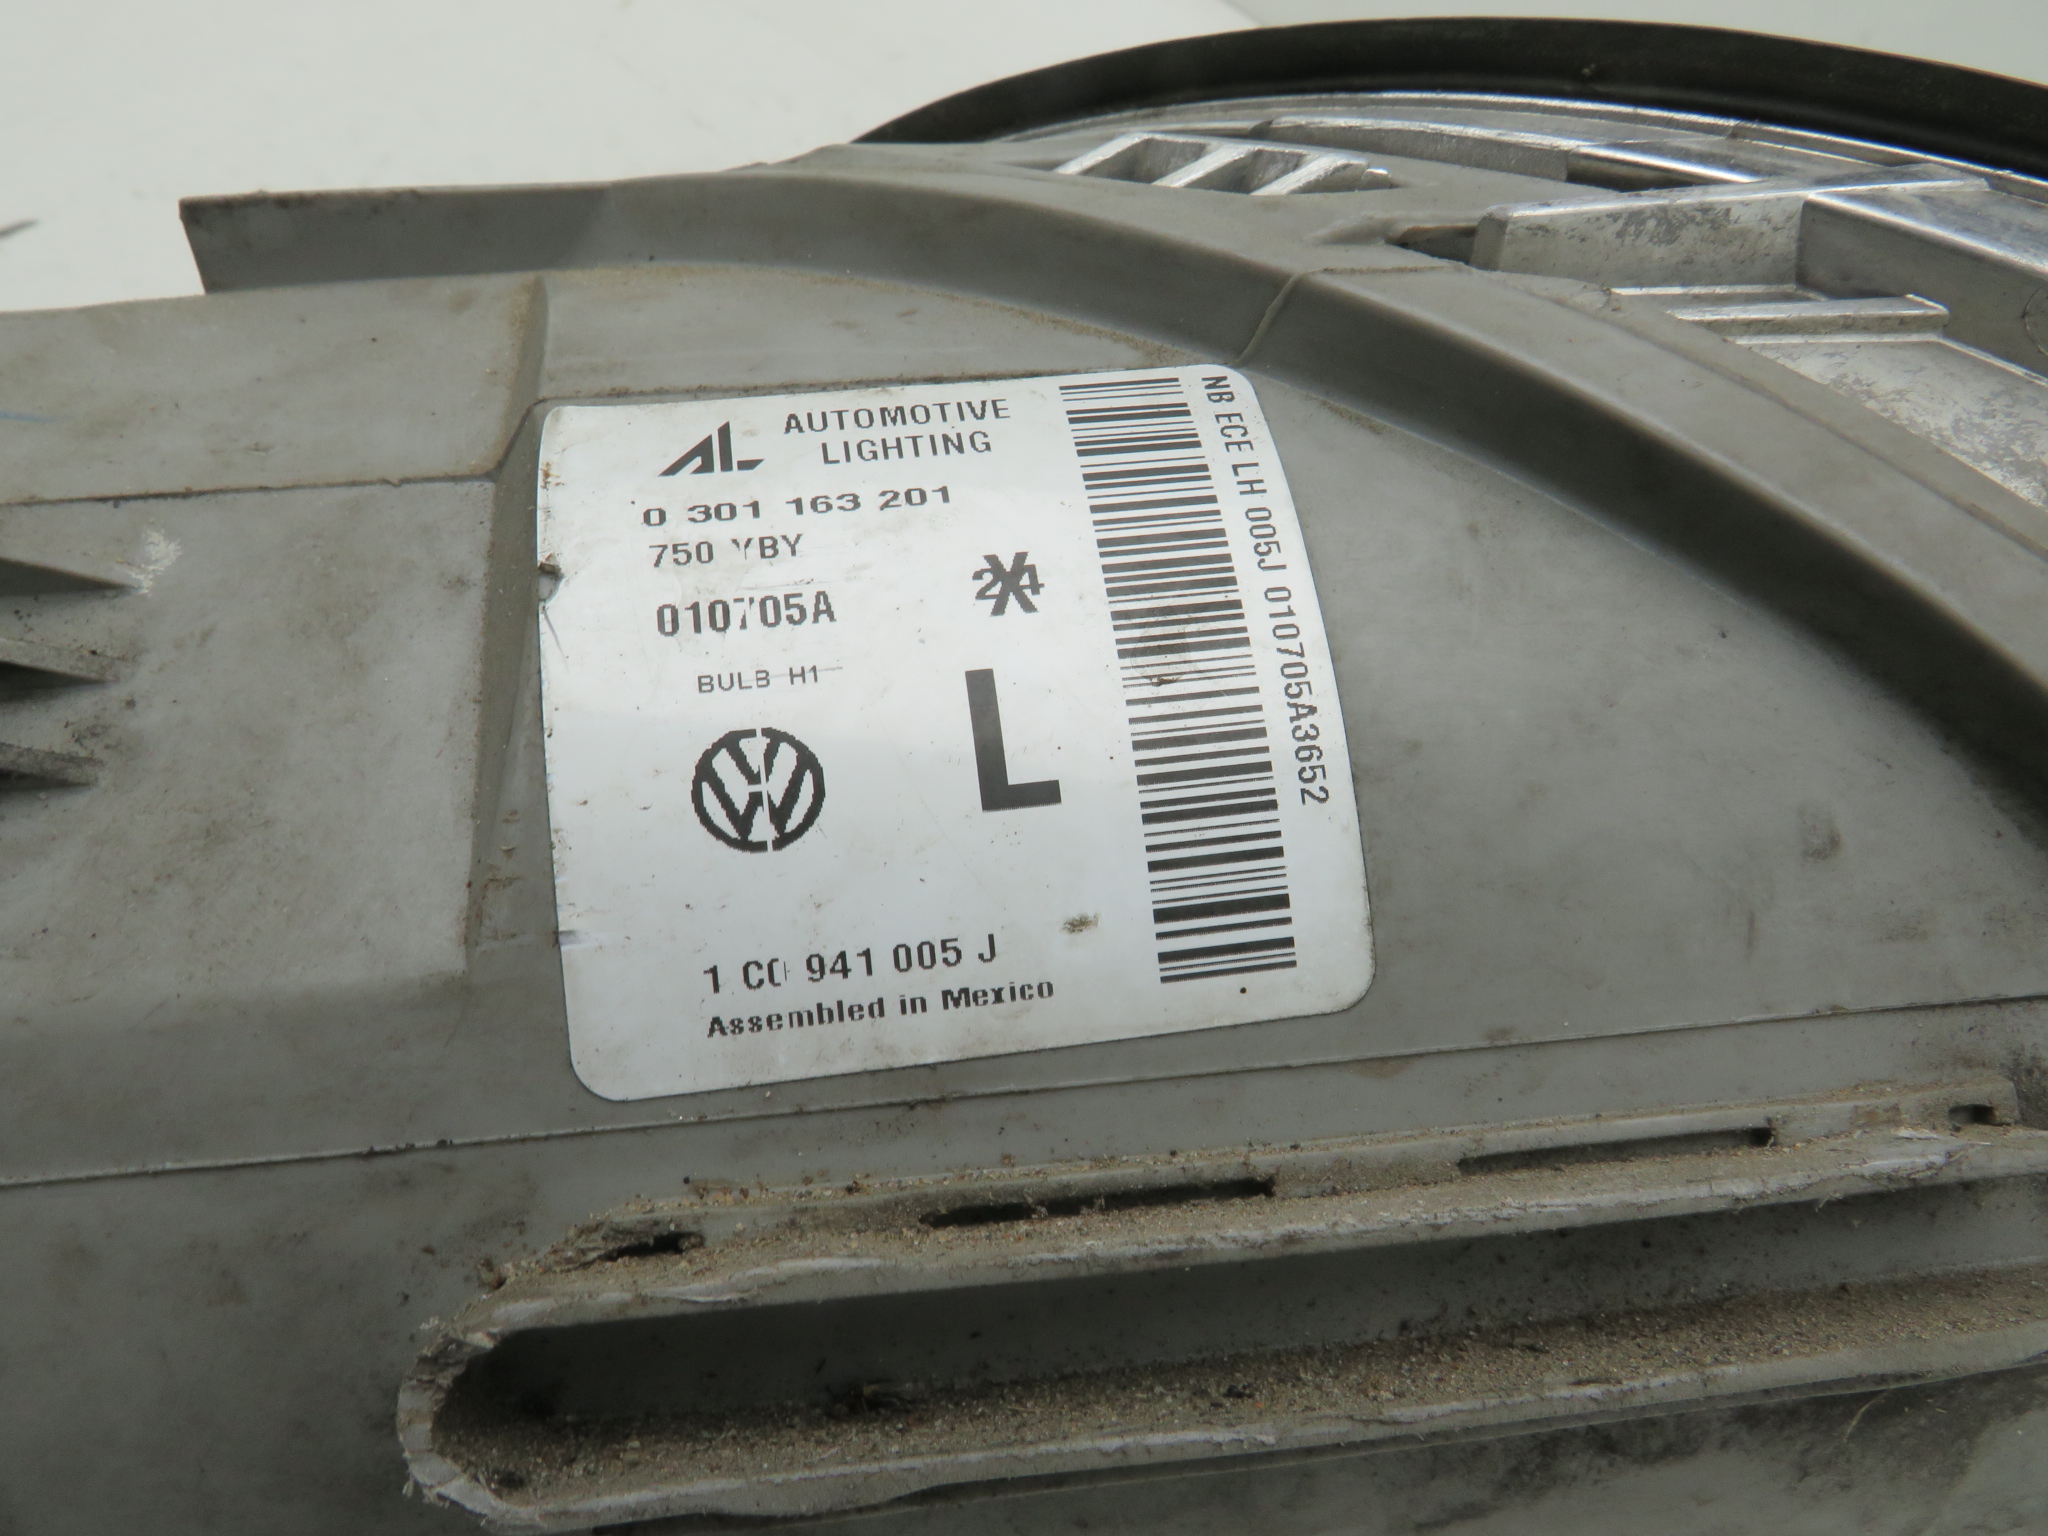 AL AUTOMOTIVE
LIGHTING
0 301 163 201
750 YBY
010705A
BULB H1
L
1 C0 941 005 J
Assembled in Mexico
NB ECE LH 005J 010705A3652